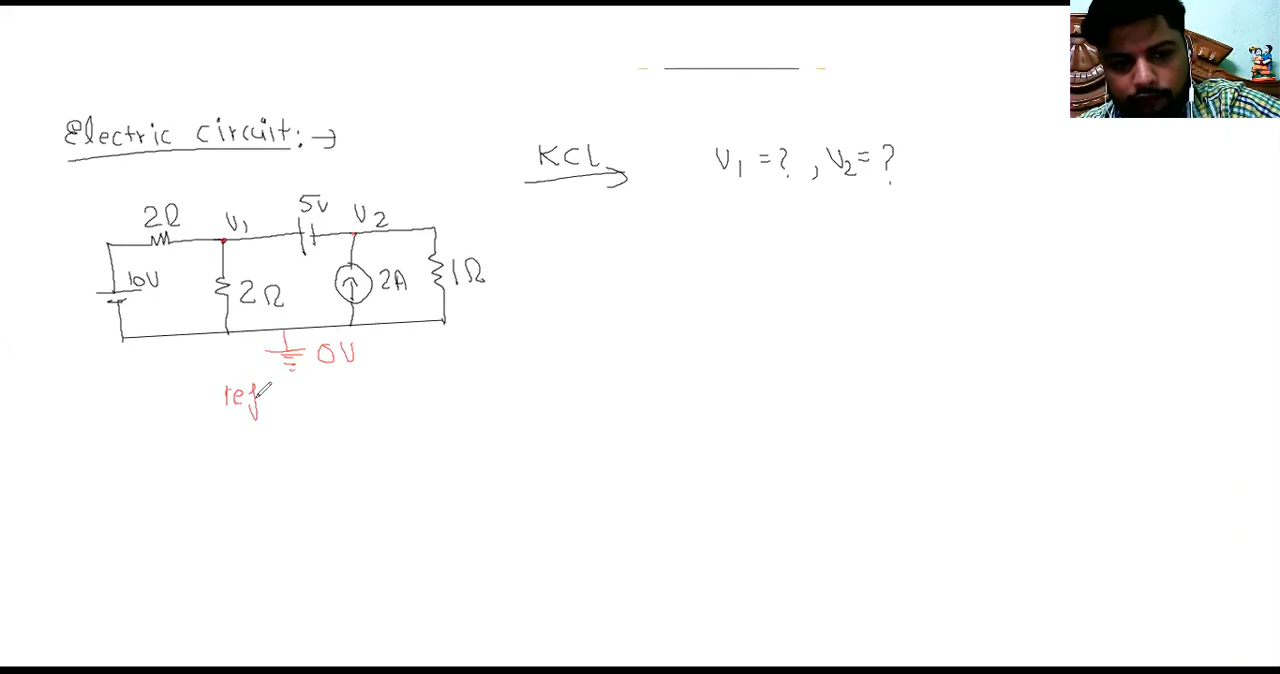 Electric circuit:→
KCL
V1 = ? , V2 = ?
2Ω V1 5V V2
10V 2Ω 2A 1Ω
0V
ref